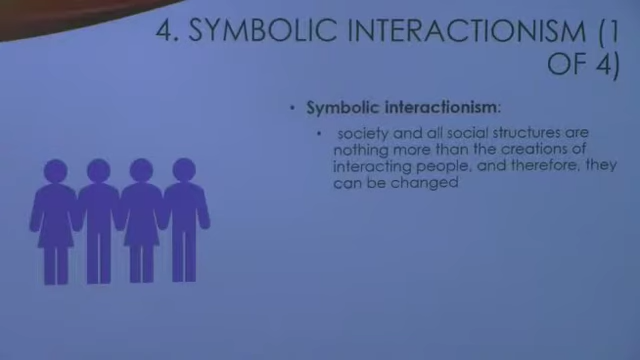 4. SYMBOLIC INTERACTIONISM (1
OF 4)
• Symbolic interactionism:
• society and all social structures are
nothing more than the creations of
interacting people, and therefore, they
can be changed